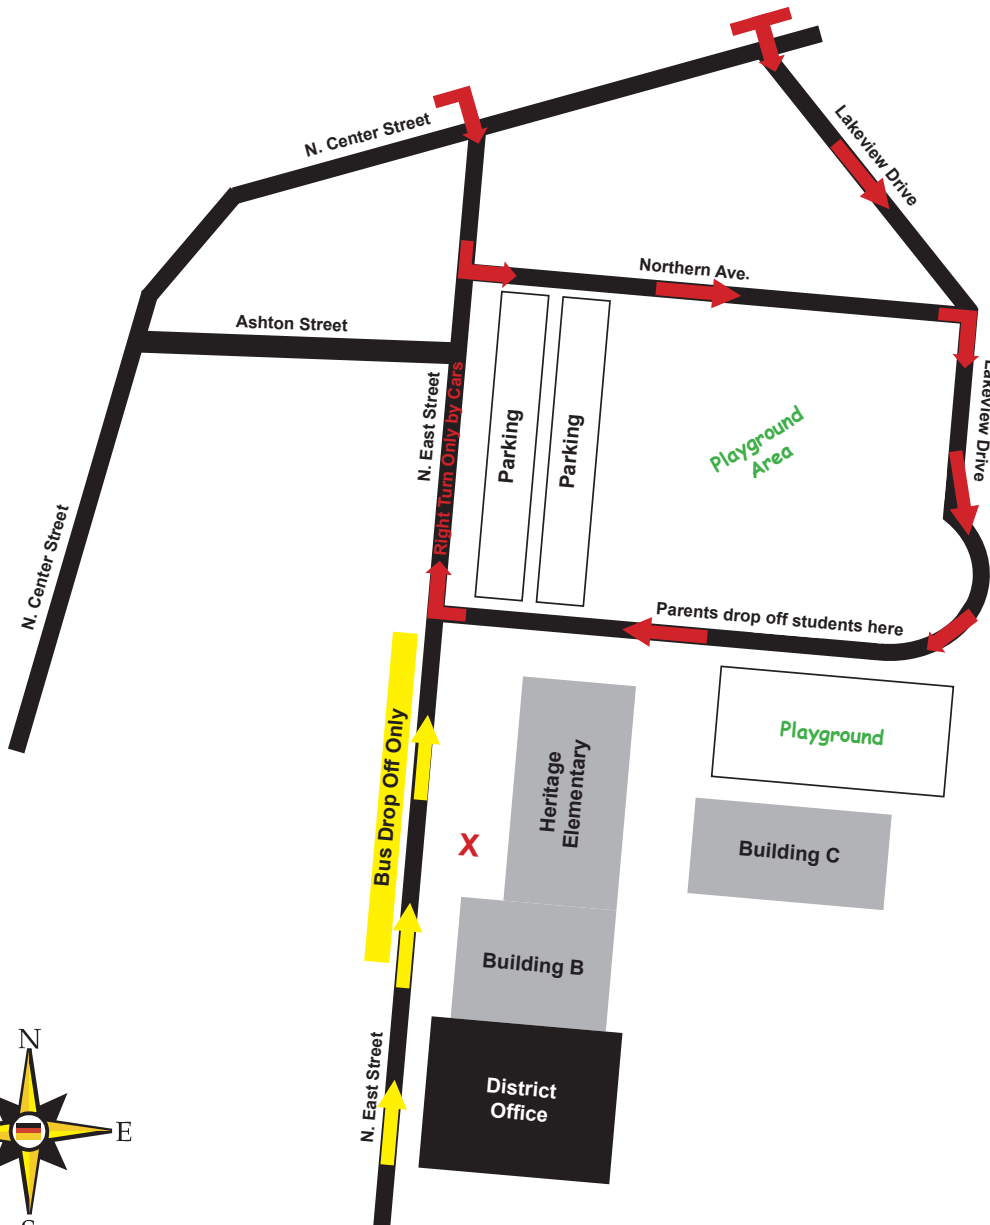 N. Center Street
Lakeview Drive
Northern Ave.
Ashton Street
N. East Street
Right Turn Only by Cars
Parking
Parking
Playground
Area
Lakeview Drive
N. Center Street
Parents drop off students here
Bus Drop Off Only
Heritage
Elementary
Playground
X
Building C
Building B
N. East Street
District
Office
N
E
S